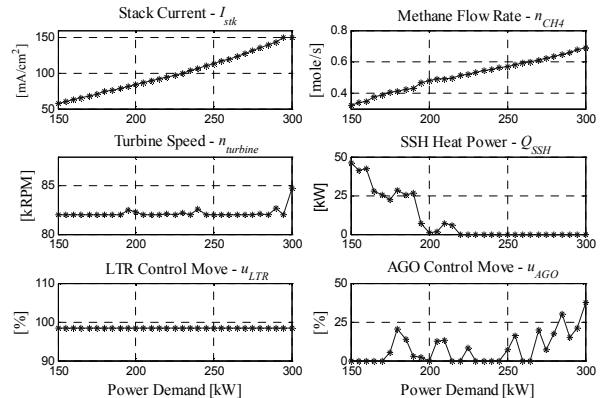 Stack Current - I_stk
[mA/cm²]
150
100
50
150 200 250 300
Methane Flow Rate - n_CH4
[mole/s]
0.8
0.6
0.4
150 200 250 300
Turbine Speed - n_turbine
[kRPM]
85
80
150 200 250 300
SSH Heat Power - Q_SSH
[kW]
50
25
0
150 200 250 300
LTR Control Move - u_LTR
[%]
110
100
90
150 200 250 300
Power Demand [kW]
AGO Control Move - u_AGO
[%]
50
25
0
150 200 250 300
Power Demand [kW]